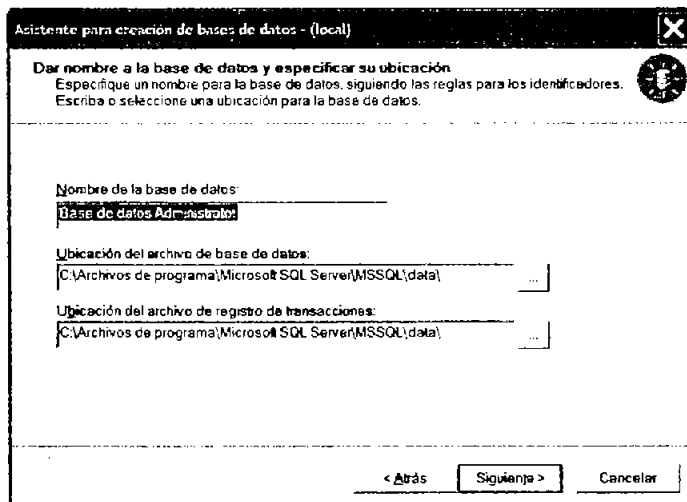 Asistente para creación de bases de datos - (local)
Dar nombre a la base de datos y especificar su ubicación
Especifique un nombre para la base de datos, siguiendo las reglas para los identificadores.
Escriba o seleccione una ubicación para la base de datos.
Nombre de la base de datos:
Base de datos Administrator
Ubicación del archivo de base de datos:
C:\Archivos de programa\Microsoft SQL Server\MSSQL\data\
...
Ubicación del archivo de registro de transacciones:
C:\Archivos de programa\Microsoft SQL Server\MSSQL\data\
...
< Atrás
Siguiente >
Cancelar